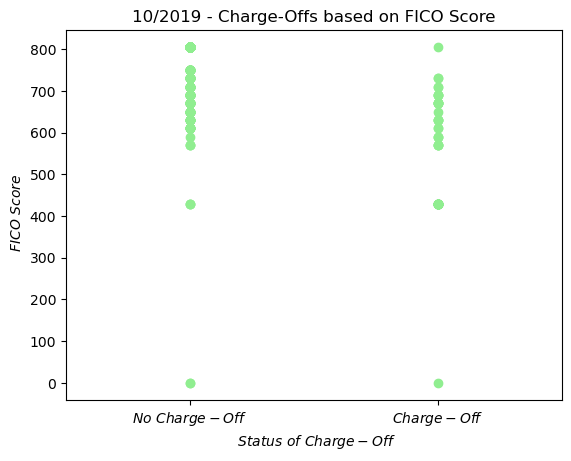 10/2019 - Charge-Offs based on FICO Score
800
700
600
500
400
300
200
100
0
FICO Score
No Charge − Off
Charge − Off
Status of Charge − Off